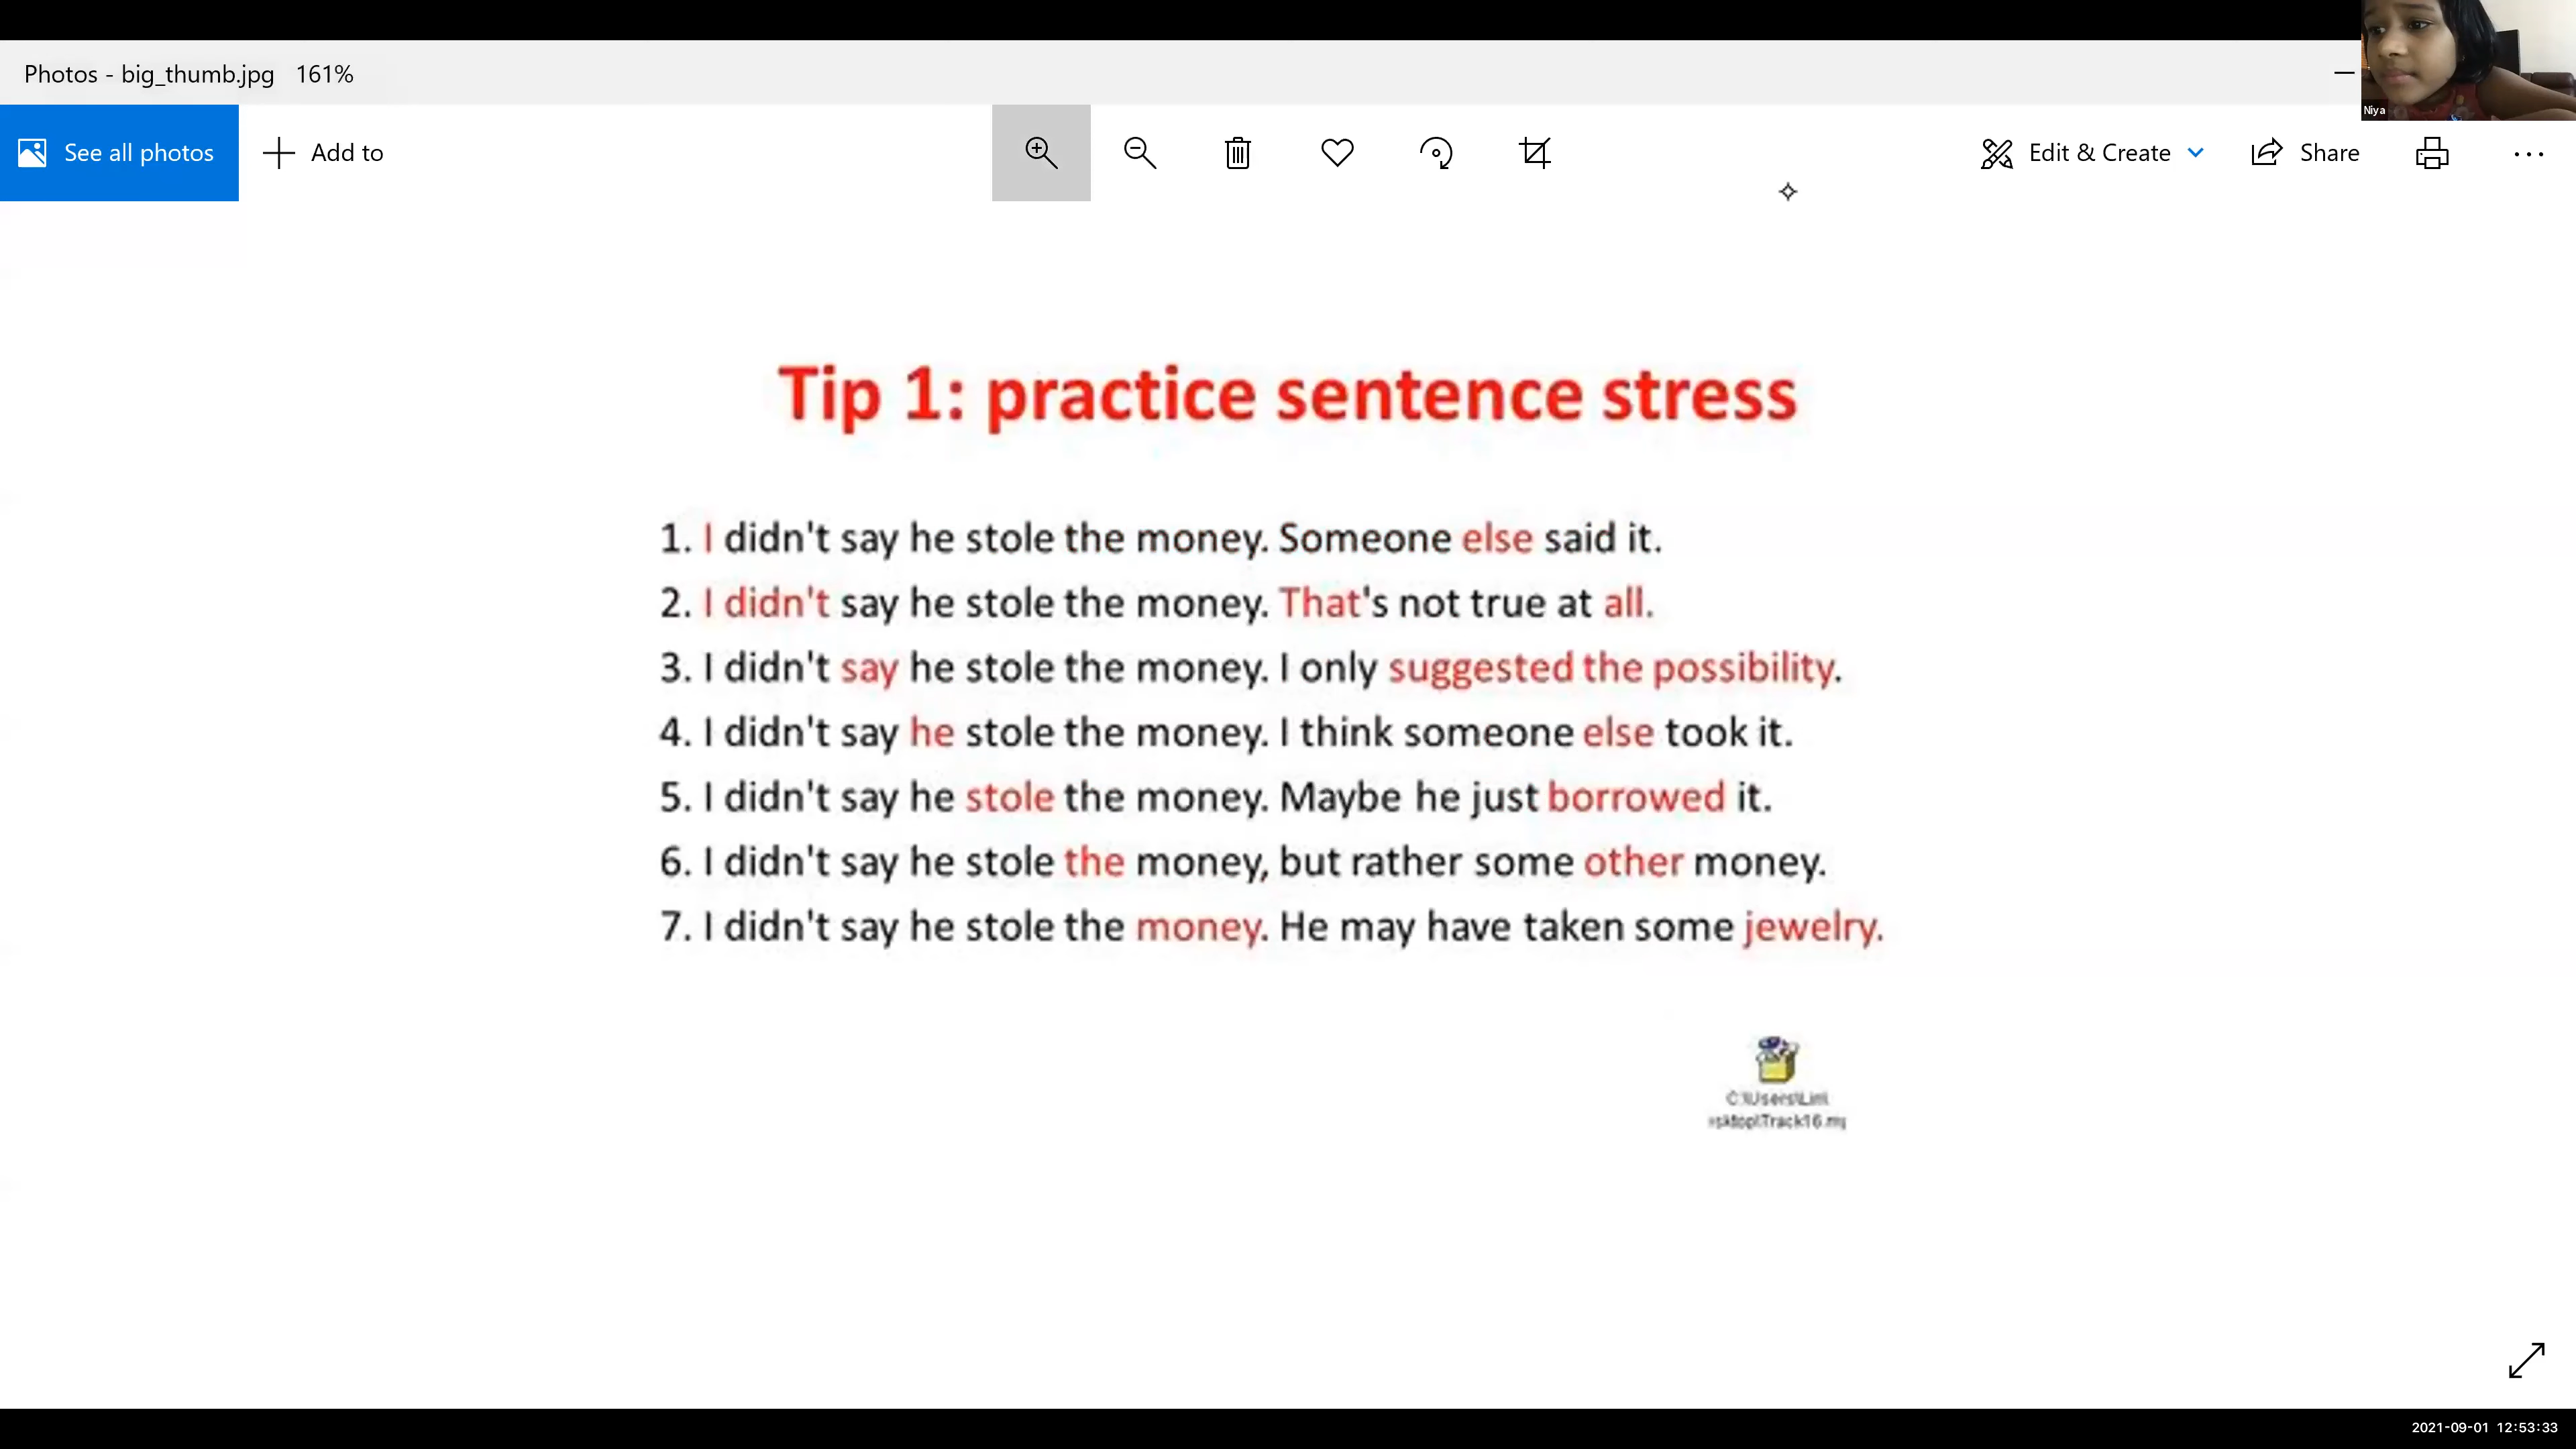 Photos - big_thumb.jpg 161%
Niya
See all photos
Add to
Edit & Create
Share
Tip 1: practice sentence stress
1. I didn't say he stole the money. Someone else said it.
2. I didn't say he stole the money. That's not true at all.
3. I didn't say he stole the money. I only suggested the possibility.
4. I didn't say he stole the money. I think someone else took it.
5. I didn't say he stole the money. Maybe he just borrowed it.
6. I didn't say he stole the money, but rather some other money.
7. I didn't say he stole the money. He may have taken some jewelry.
2021-09-01 12:53:33